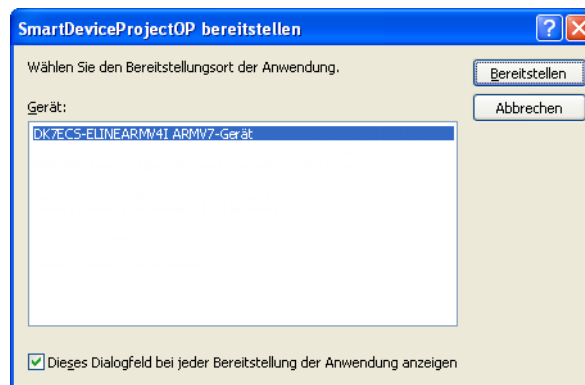 SmartDeviceProjectOP bereitstellen
Wählen Sie den Bereitstellungsort der Anwendung.
Bereitstellen
Gerät:
Abbrechen
DK7ECS-ELINEARMV4I ARMV7-Gerät
Dieses Dialogfeld bei jeder Bereitstellung der Anwendung anzeigen